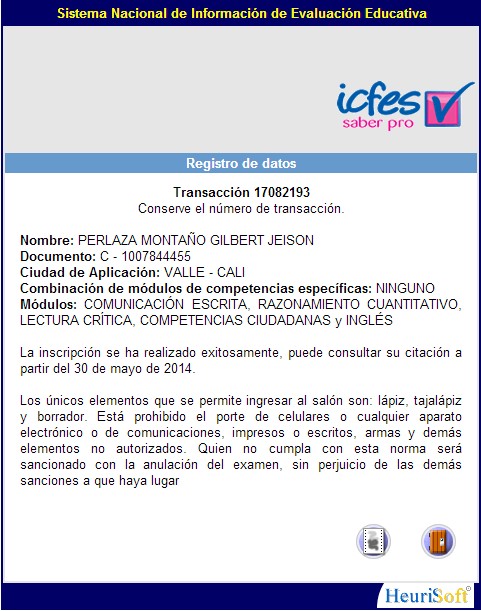 Sistema Nacional de Información de Evaluación Educativa
icfes
saber pro
Registro de datos
Transacción 17082193
Conserve el número de transacción.
Nombre: PERLAZA MONTAÑO GILBERT JEISON
Documento: C - 1007844455
Ciudad de Aplicación: VALLE - CALI
Combinación de módulos de competencias específicas: NINGUNO
Módulos: COMUNICACIÓN ESCRITA, RAZONAMIENTO CUANTITATIVO,
LECTURA CRÍTICA, COMPETENCIAS CIUDADANAS y INGLÉS
La inscripción se ha realizado exitosamente, puede consultar su citación a
partir del 30 de mayo de 2014.
Los únicos elementos que se permite ingresar al salón son: lápiz, tajalápiz
y borrador. Está prohibido el porte de celulares o cualquier aparato
electrónico o de comunicaciones, impresos o escritos, armas y demás
elementos no autorizados. Quien no cumpla con esta norma será
sancionado con la anulación del examen, sin perjuicio de las demás
sanciones a que haya lugar
HeuriSoft